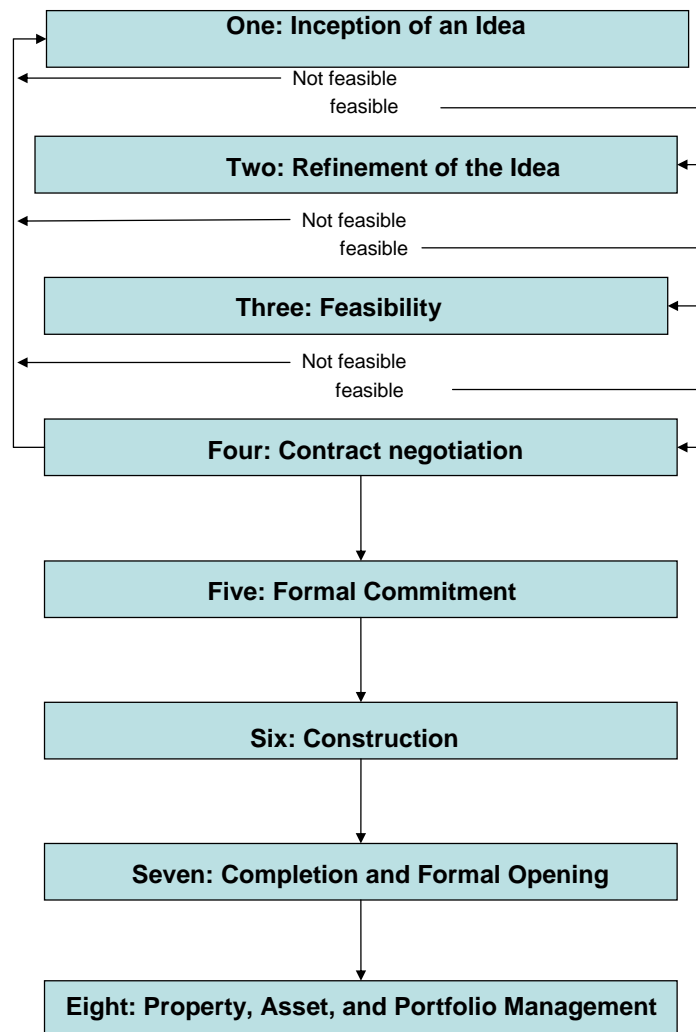 One: Inception of an Idea
Not feasible
feasible
Two: Refinement of the Idea
Not feasible
feasible
Three: Feasibility
Not feasible
feasible
Four: Contract negotiation
Five: Formal Commitment
Six: Construction
Seven: Completion and Formal Opening
Eight: Property, Asset, and Portfolio Management